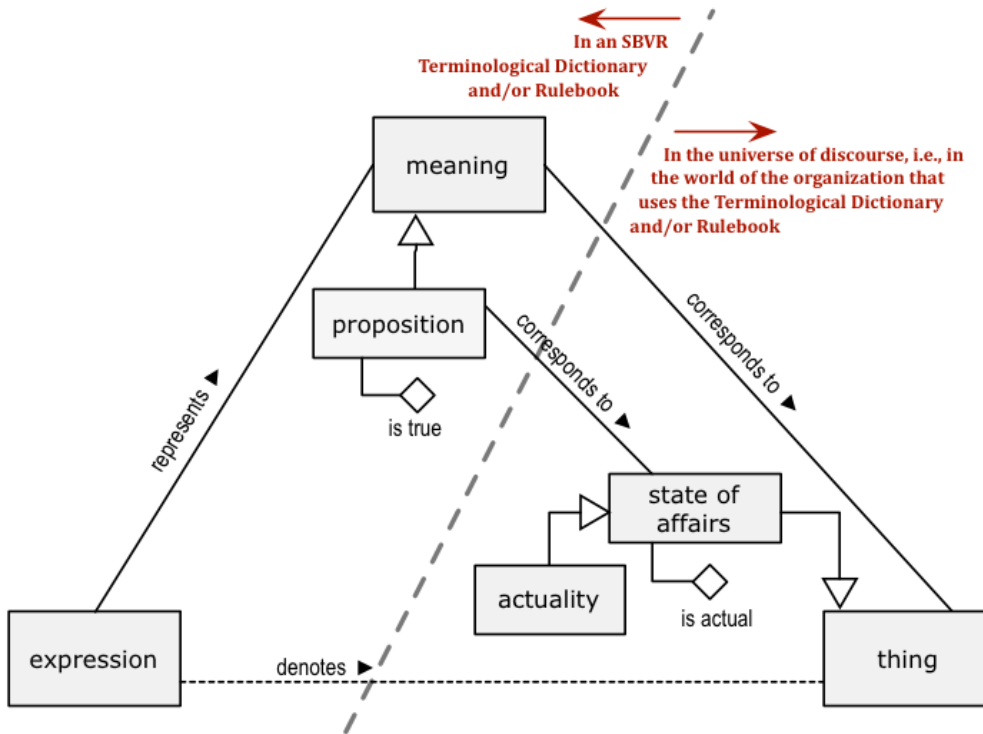 In an SBVR
Terminological Dictionary
and/or Rulebook
meaning
In the universe of discourse, i.e., in
the world of the organization that
uses the Terminological Dictionary
and/or Rulebook
proposition
corresponds to ▶
corresponds to ▶
is true
represents ▶
state of
affairs
actuality
is actual
expression
denotes ▶
thing